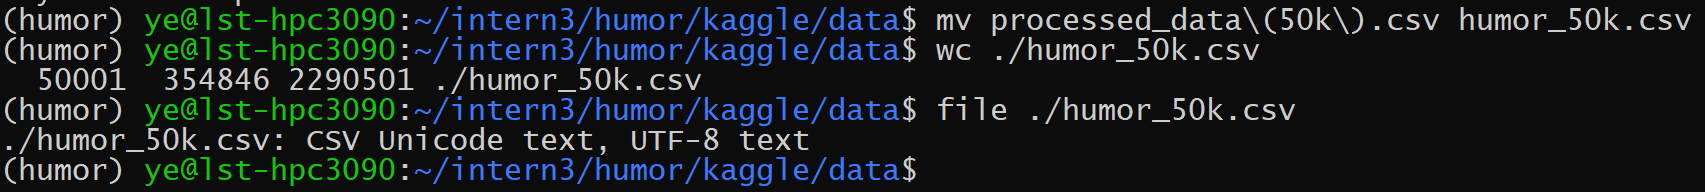 (humor) ye@lst-hpc3090:~/intern3/humor/kaggle/data$ mv processed_data\(50k\).csv humor_50k.csv
(humor) ye@lst-hpc3090:~/intern3/humor/kaggle/data$ wc ./humor_50k.csv
  50001  354846 2290501 ./humor_50k.csv
(humor) ye@lst-hpc3090:~/intern3/humor/kaggle/data$ file ./humor_50k.csv
./humor_50k.csv: CSV Unicode text, UTF-8 text
(humor) ye@lst-hpc3090:~/intern3/humor/kaggle/data$